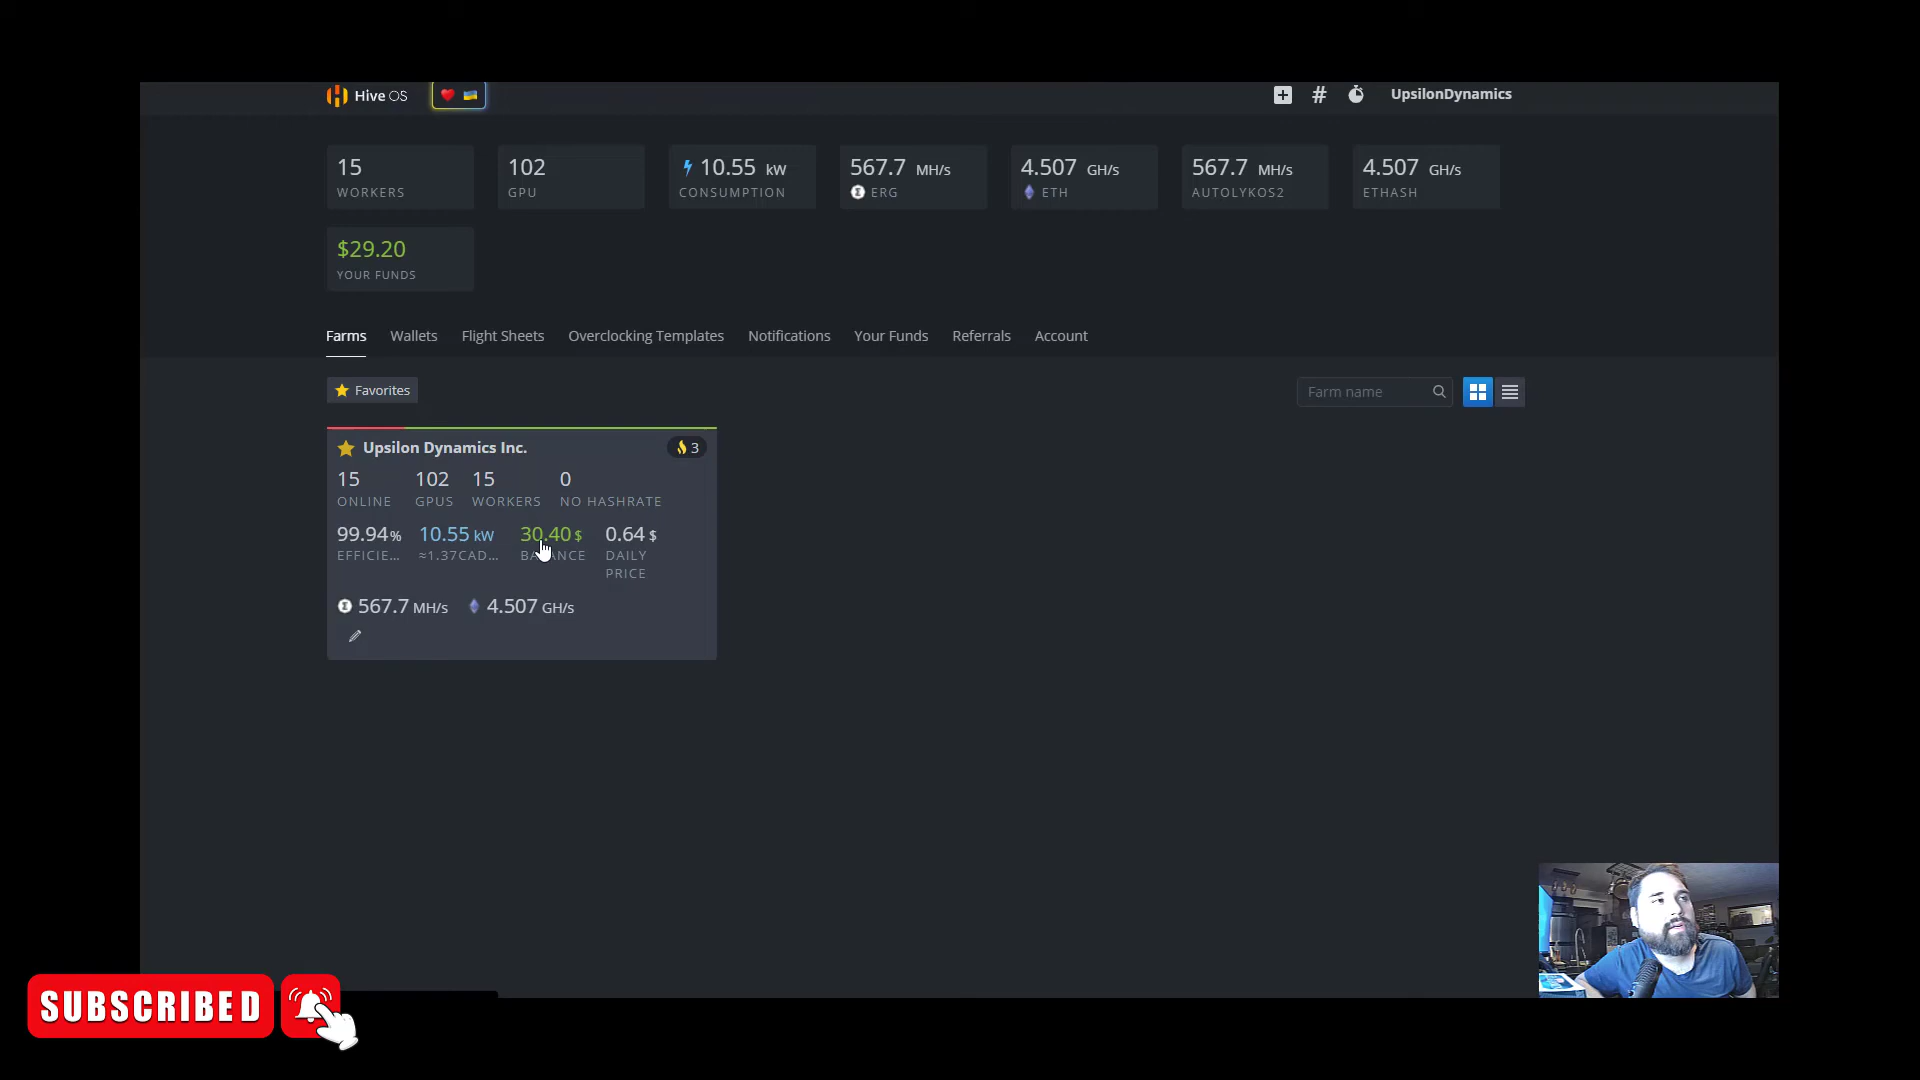 Hive OS
UpsilonDynamics
15
WORKERS
102
GPU
10.55 kW
CONSUMPTION
567.7 MH/s
ERG
4.507 GH/s
ETH
567.7 MH/s
AUTOLYKOS2
4.507 GH/s
ETHASH
$29.20
YOUR FUNDS
Farms Wallets Flight Sheets Overclocking Templates Notifications Your Funds Referrals Account
Favorites
Farm name
Upsilon Dynamics Inc.
3
15 102 15 0
ONLINE GPUS WORKERS NO HASHRATE
99.94% 10.55 kW 30.40 $ 0.64 $
EFFICIE... ≈1.37CAD... BALANCE DAILY
PRICE
567.7 MH/s 4.507 GH/s
SUBSCRIBED